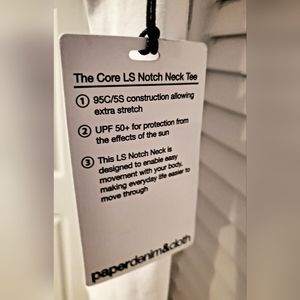 The Core LS Notch Neck Tee
1 95C/5S construction allowing
extra stretch
2 UPF 50+ for protection from
the effects of the sun
3 This LS Notch Neck is
designed to enable easy
movement with your body,
making everyday life easier to
move through
paperdenim&cloth